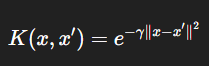 K(x, x′) = e^{−γ‖x−x′‖²}